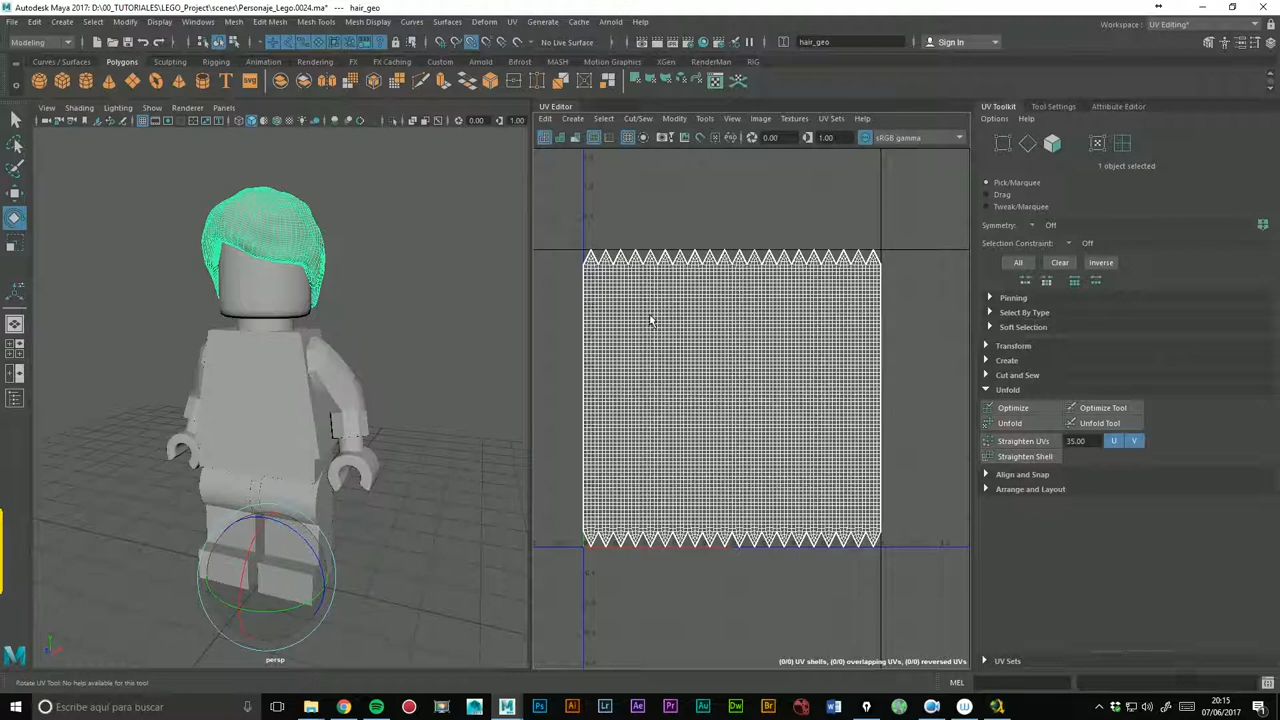 Autodesk Maya 2017: D:\00_TUTORIALES\LEGO_Project\scenes\Personaje_Lego.0024.ma* --- hair_geo
File Edit Create Select Modify Display Windows Mesh Edit Mesh Mesh Tools Mesh Display Curves Surfaces Deform UV Generate Cache Arnold Help
Workspace: UV Editing*
Modeling No Live Surface hair_geo Sign In
Curves / Surfaces Polygons Sculpting Rigging Animation Rendering FX FX Caching Custom Arnold Bifrost MASH Motion Graphics XGen RenderMan RIG
View Shading Lighting Show Renderer Panels
0.00 1.00
persp
UV Editor
Edit Create Select Cut/Sew Modify Tools View Image Textures UV Sets Help
0.00 1.00 sRGB gamma
(0/0) UV shells, (0/0) overlapping UVs, (0/0) reversed UVs
UV Toolkit Tool Settings Attribute Editor
Options Help
1 object selected
Pick/Marquee
Drag
Tweak/Marquee
Symmetry: Off
Selection Constraint: Off
All Clear Inverse
Pinning
Select By Type
Soft Selection
Transform
Create
Cut and Sew
Unfold
Optimize Optimize Tool
Unfold Unfold Tool
Straighten UVs 35.00 U V
Straighten Shell
Align and Snap
Arrange and Layout
UV Sets
Rotate UV Tool: No help available for this tool
MEL
Escribe aquí para buscar
20:15
07/06/2017